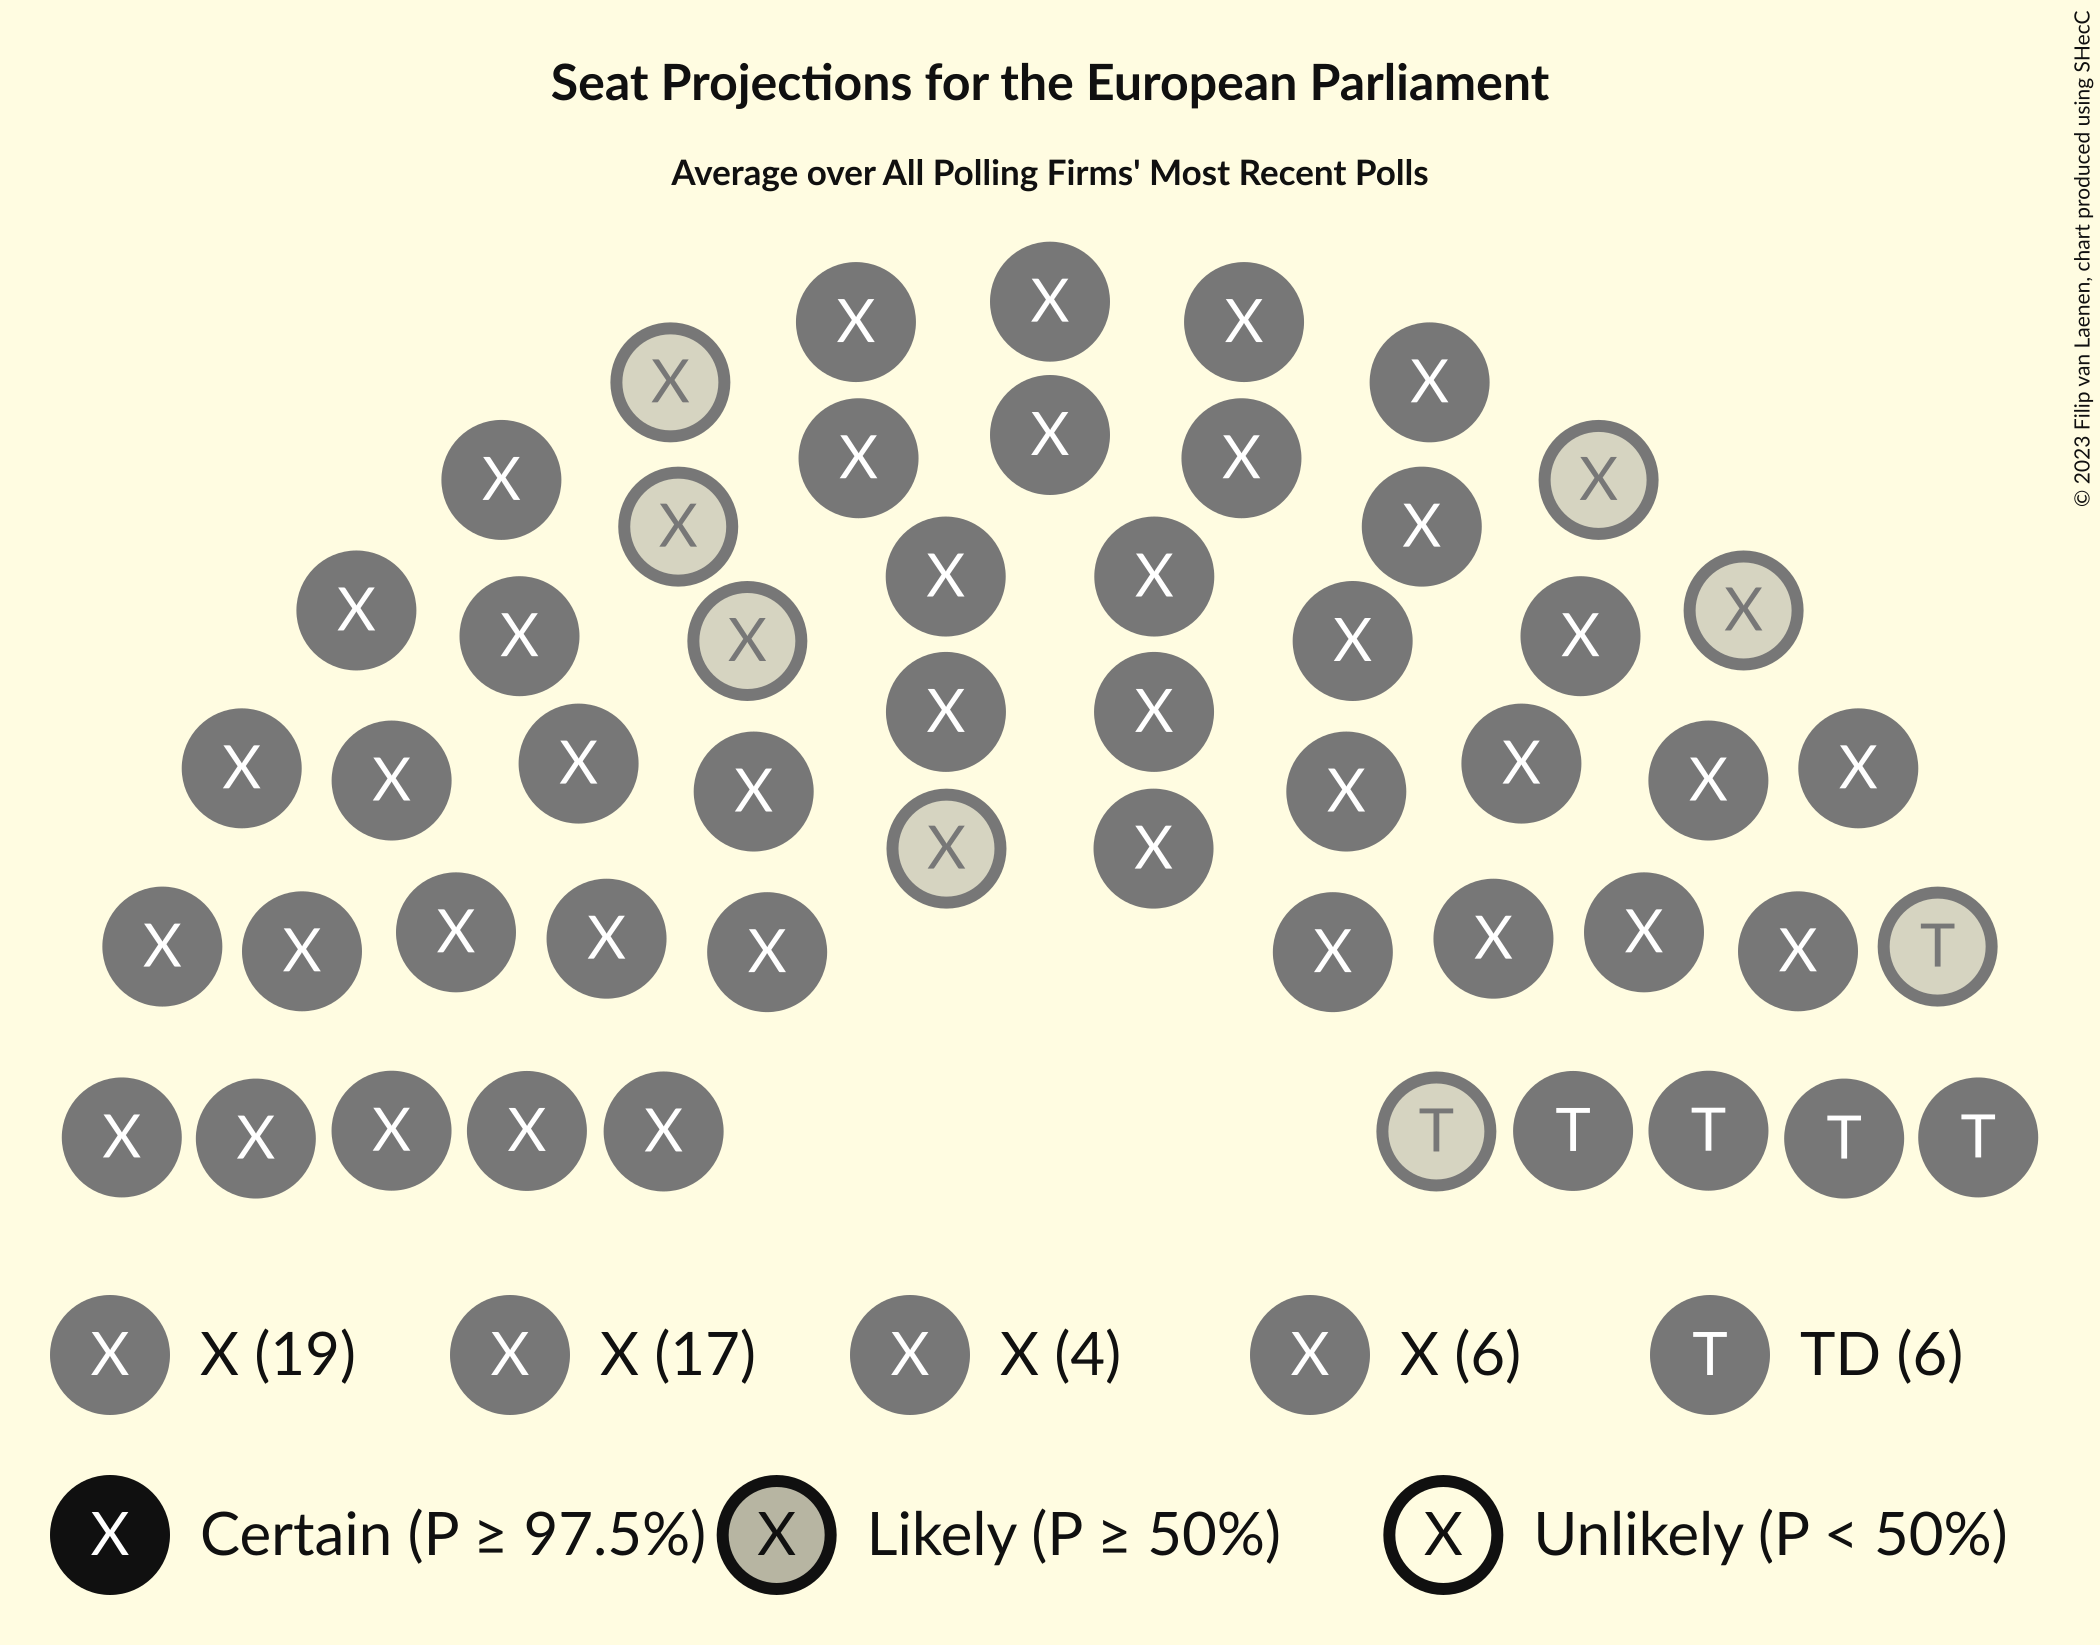 Seat Projections for the European Parliament
Average over All Polling Firms' Most Recent Polls
© 2023 Filip van Laenen, chart produced using SHecC
X
X X
X X
X X
X X X
X X
X X
X X
X X X
X X
X X X X
X X
X X
X X
X X X X
X X
X X X X
X X X X
X X X X T
X X X X X T T T T T
X X (19) X X (17) X X (4) X X (6) T TD (6)
X Certain (P ≥ 97.5%) X Likely (P ≥ 50%) X Unlikely (P < 50%)